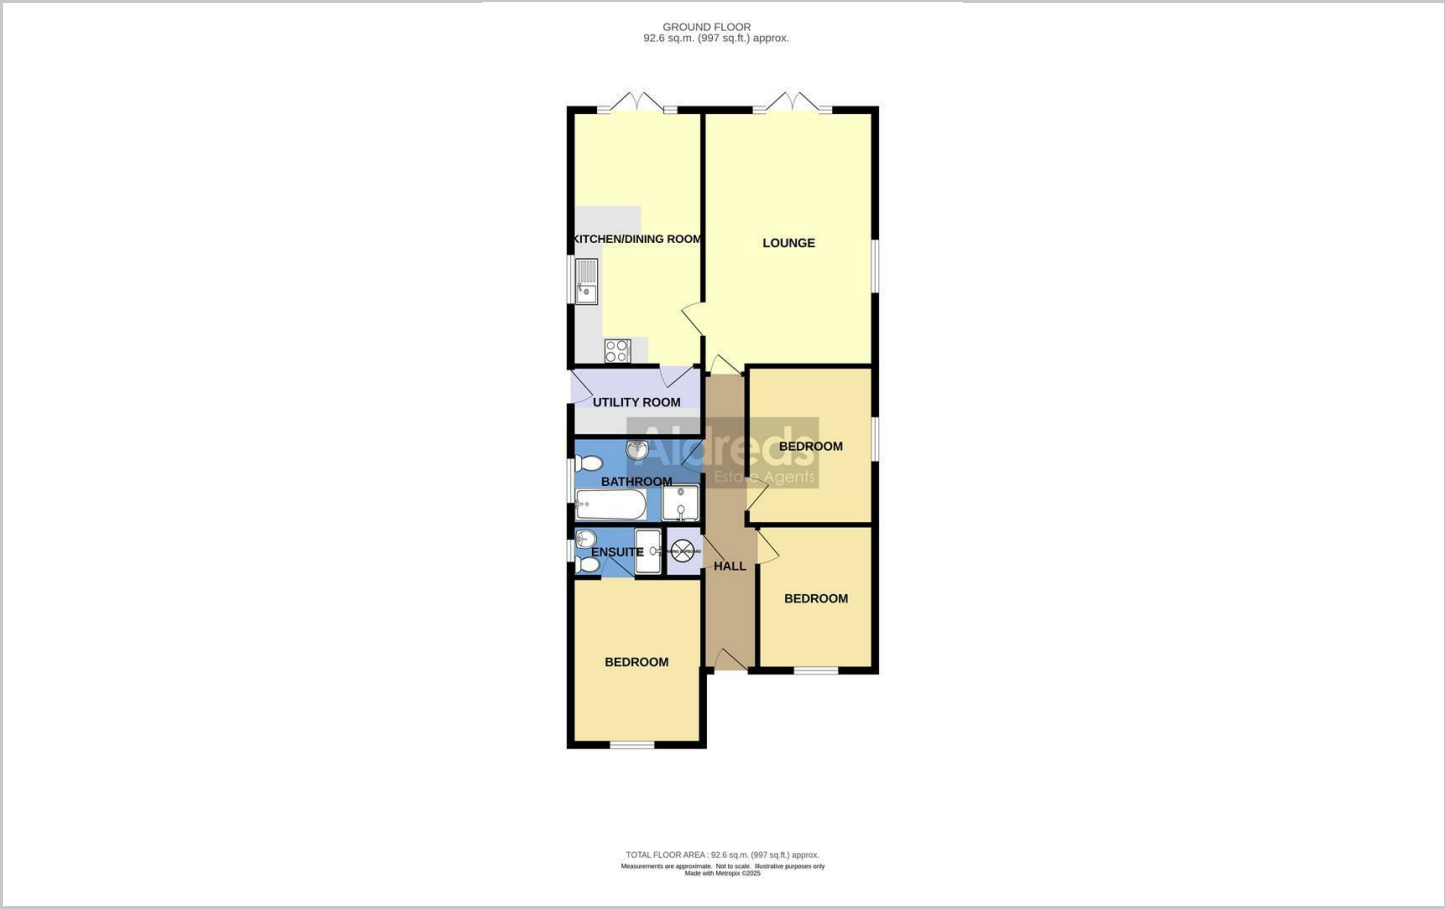 GROUND FLOOR
92.6 sq.m. (997 sq.ft.) approx.
KITCHEN/DINING ROOM
LOUNGE
UTILITY ROOM
BEDROOM
Aldreds
Estate Agents
BATHROOM
ENSUITE
HALL
BEDROOM
BEDROOM
TOTAL FLOOR AREA : 92.6 sq.m. (997 sq.ft.) approx.
Measurements are approximate. Not to scale. Illustrative purposes only
Made with Metropix ©2025